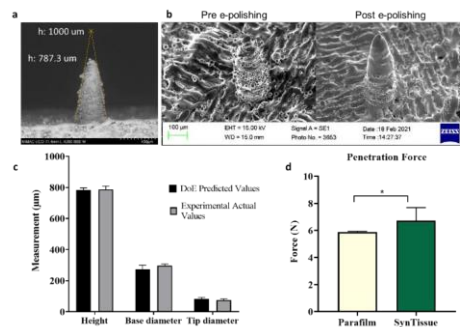 a
h: 1000 µm
h: 787.3 µm
b
Pre e-polishing
Post e-polishing
100 µm
EHT = 15.00 kV
Signal A = SE1
Date :18 Feb 2021
WD = 15.0 mm
Photo No. = 3653
Time :14:27:37
ZEISS
c
Measurement (µm)
1000
800
600
400
200
0
DoE Predicted Values
Experimental Actual
Values
Height
Base diameter
Tip diameter
d
Penetration Force
*
Force (N)
10
8
6
4
2
0
Parafilm
SynTissue